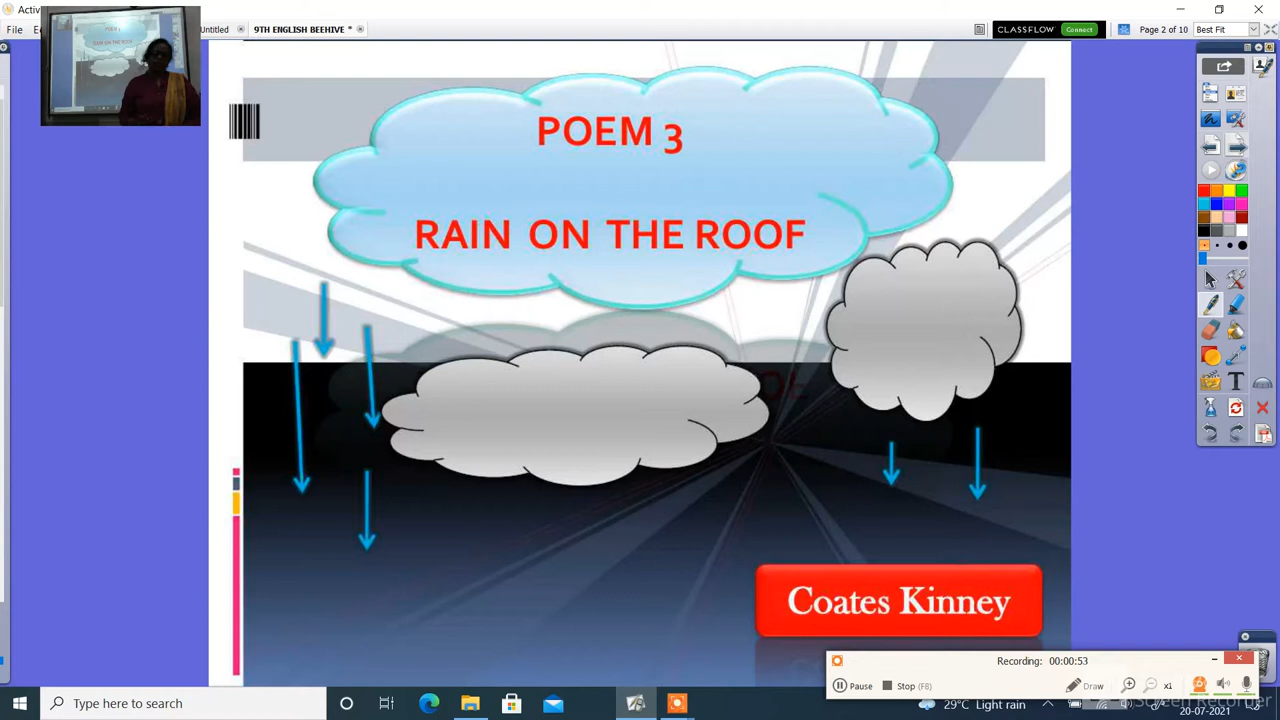 Activ
File
Untitled
9TH ENGLISH BEEHIVE *
CLASSFLOW
Connect
Page 2 of 10
Best Fit
POEM 3
RAIN ON THE ROOF
Coates Kinney
Recording: 00:00:53
Pause
Stop (F8)
Draw
x1
Type here to search
29°C Light rain
20-07-2021